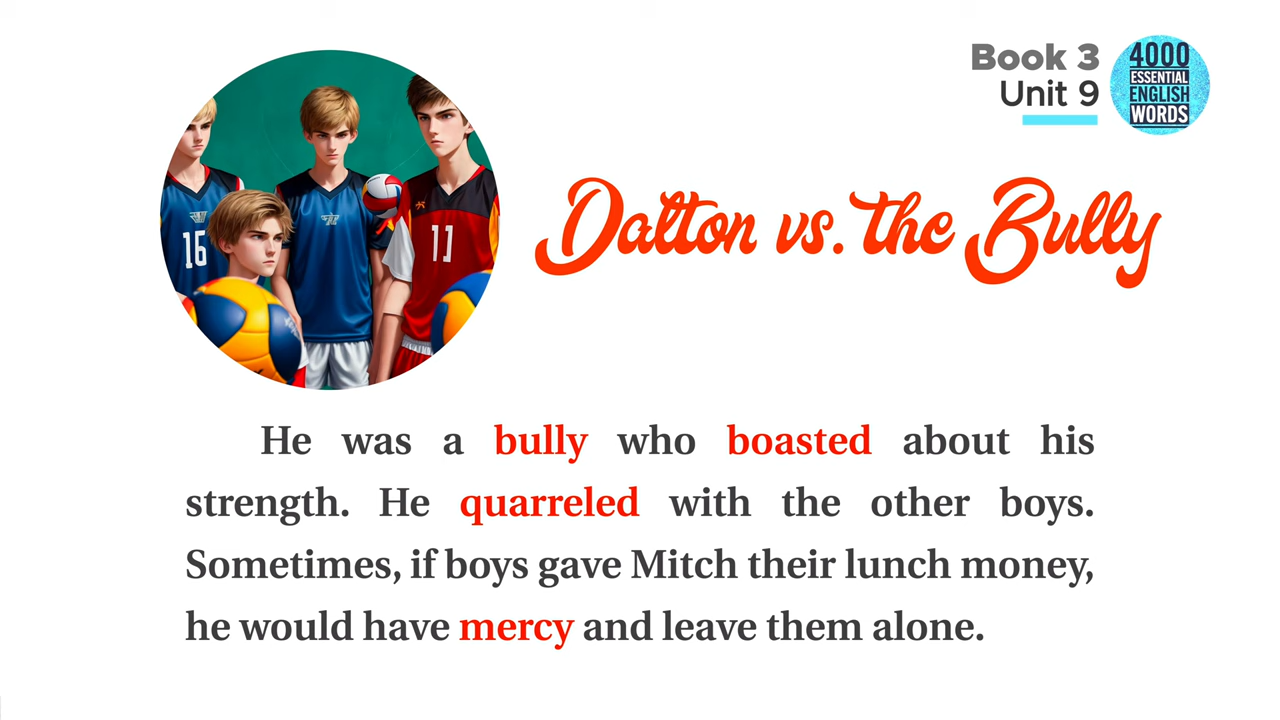 Book 3
Unit 9
4000
ESSENTIAL
ENGLISH
WORDS
16
11
Dalton vs. the Bully
He was a bully who boasted about his
strength. He quarreled with the other boys.
Sometimes, if boys gave Mitch their lunch money,
he would have mercy and leave them alone.